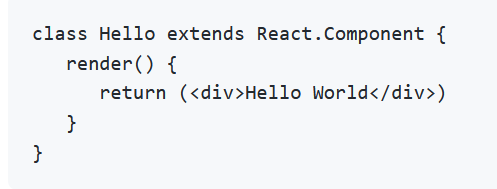 class Hello extends React.Component {
   render() {
      return (<div>Hello World</div>)
   }
}